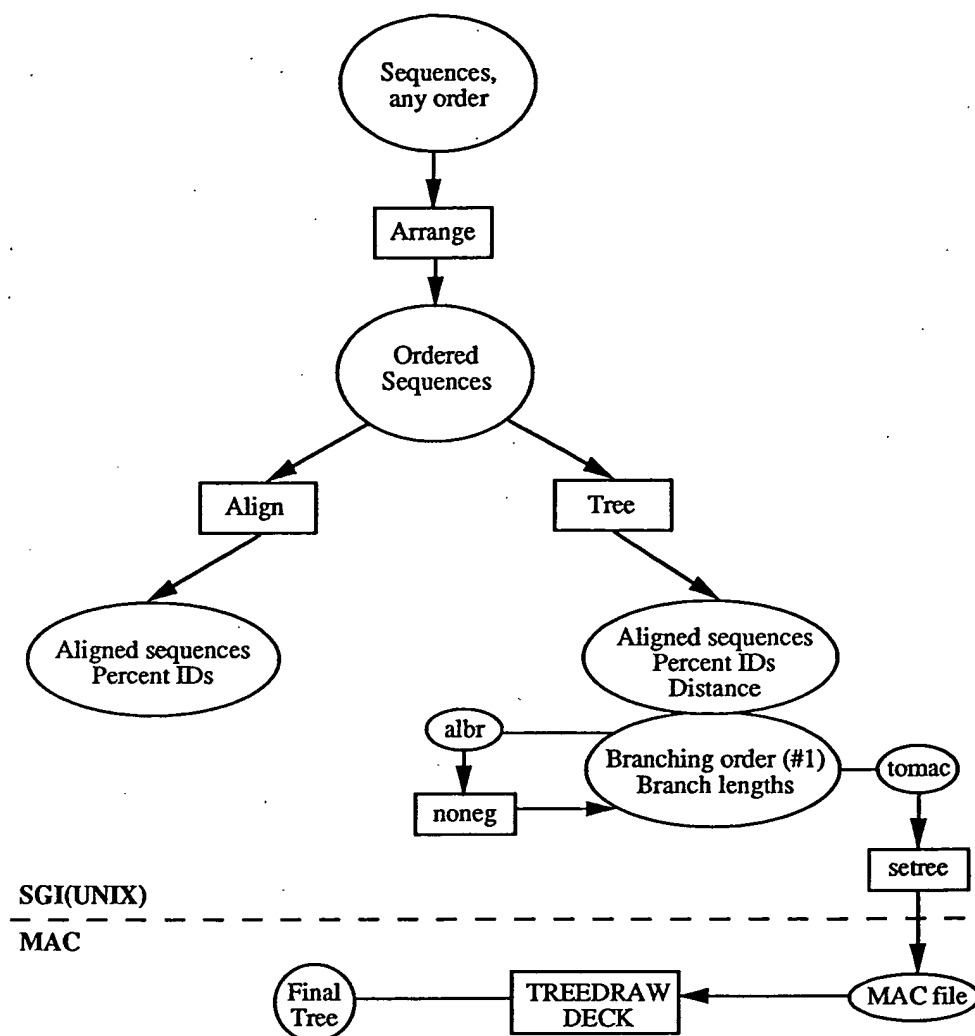 Sequences,
any order
Arrange
Ordered
Sequences
Align
Tree
Aligned sequences
Percent IDs
Aligned sequences
Percent IDs
Distance
albr
Branching order (#1)
Branch lengths
tomac
noneg
setree
SGI(UNIX)
MAC
Final
Tree
TREEDRAW
DECK
MAC file